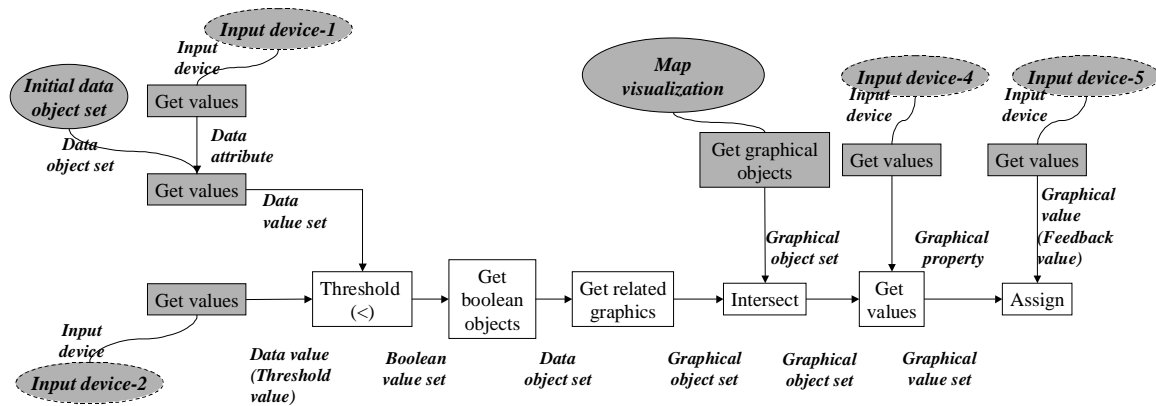 Input device-1
Input
device
Initial data
object set
Get values
Data
object set
Data
attribute
Get values
Data
value set
Map
visualization
Get graphical
objects
Graphical
object set
Input device-4
Input
device
Get values
Graphical
property
Input device-5
Input
device
Get values
Graphical
value
(Feedback
value)
Get values
Threshold
(<)
Get
boolean
objects
Get related
graphics
Intersect
Get
values
Assign
Input
device
Input device-2
Data value
(Threshold
value)
Boolean
value set
Data
object set
Graphical
object set
Graphical
object set
Graphical
value set